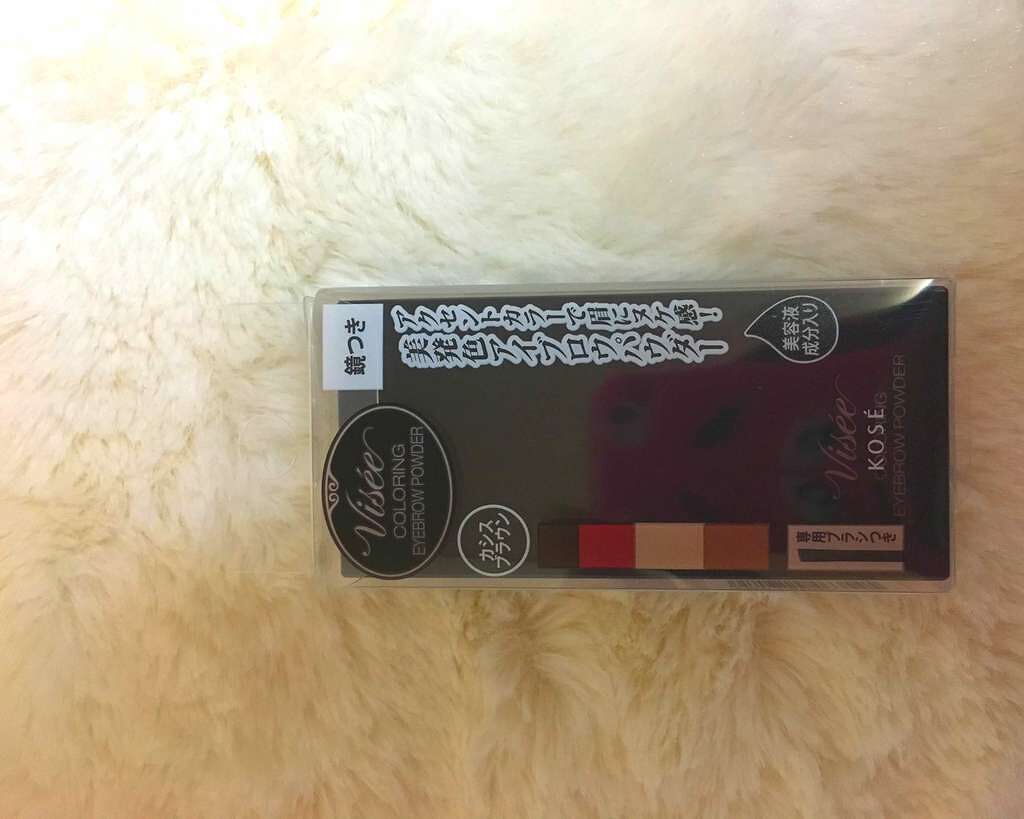 鏡つき
アクセントカラーで眉にヌケ感!
美発色アイブロウパウダー
美容液
成分入り
Visée
COLORING
EYEBROW POWDER
カシス
ブラウン
専用ブラシつき
Visée
KOSÉ
EYEBROW POWDER